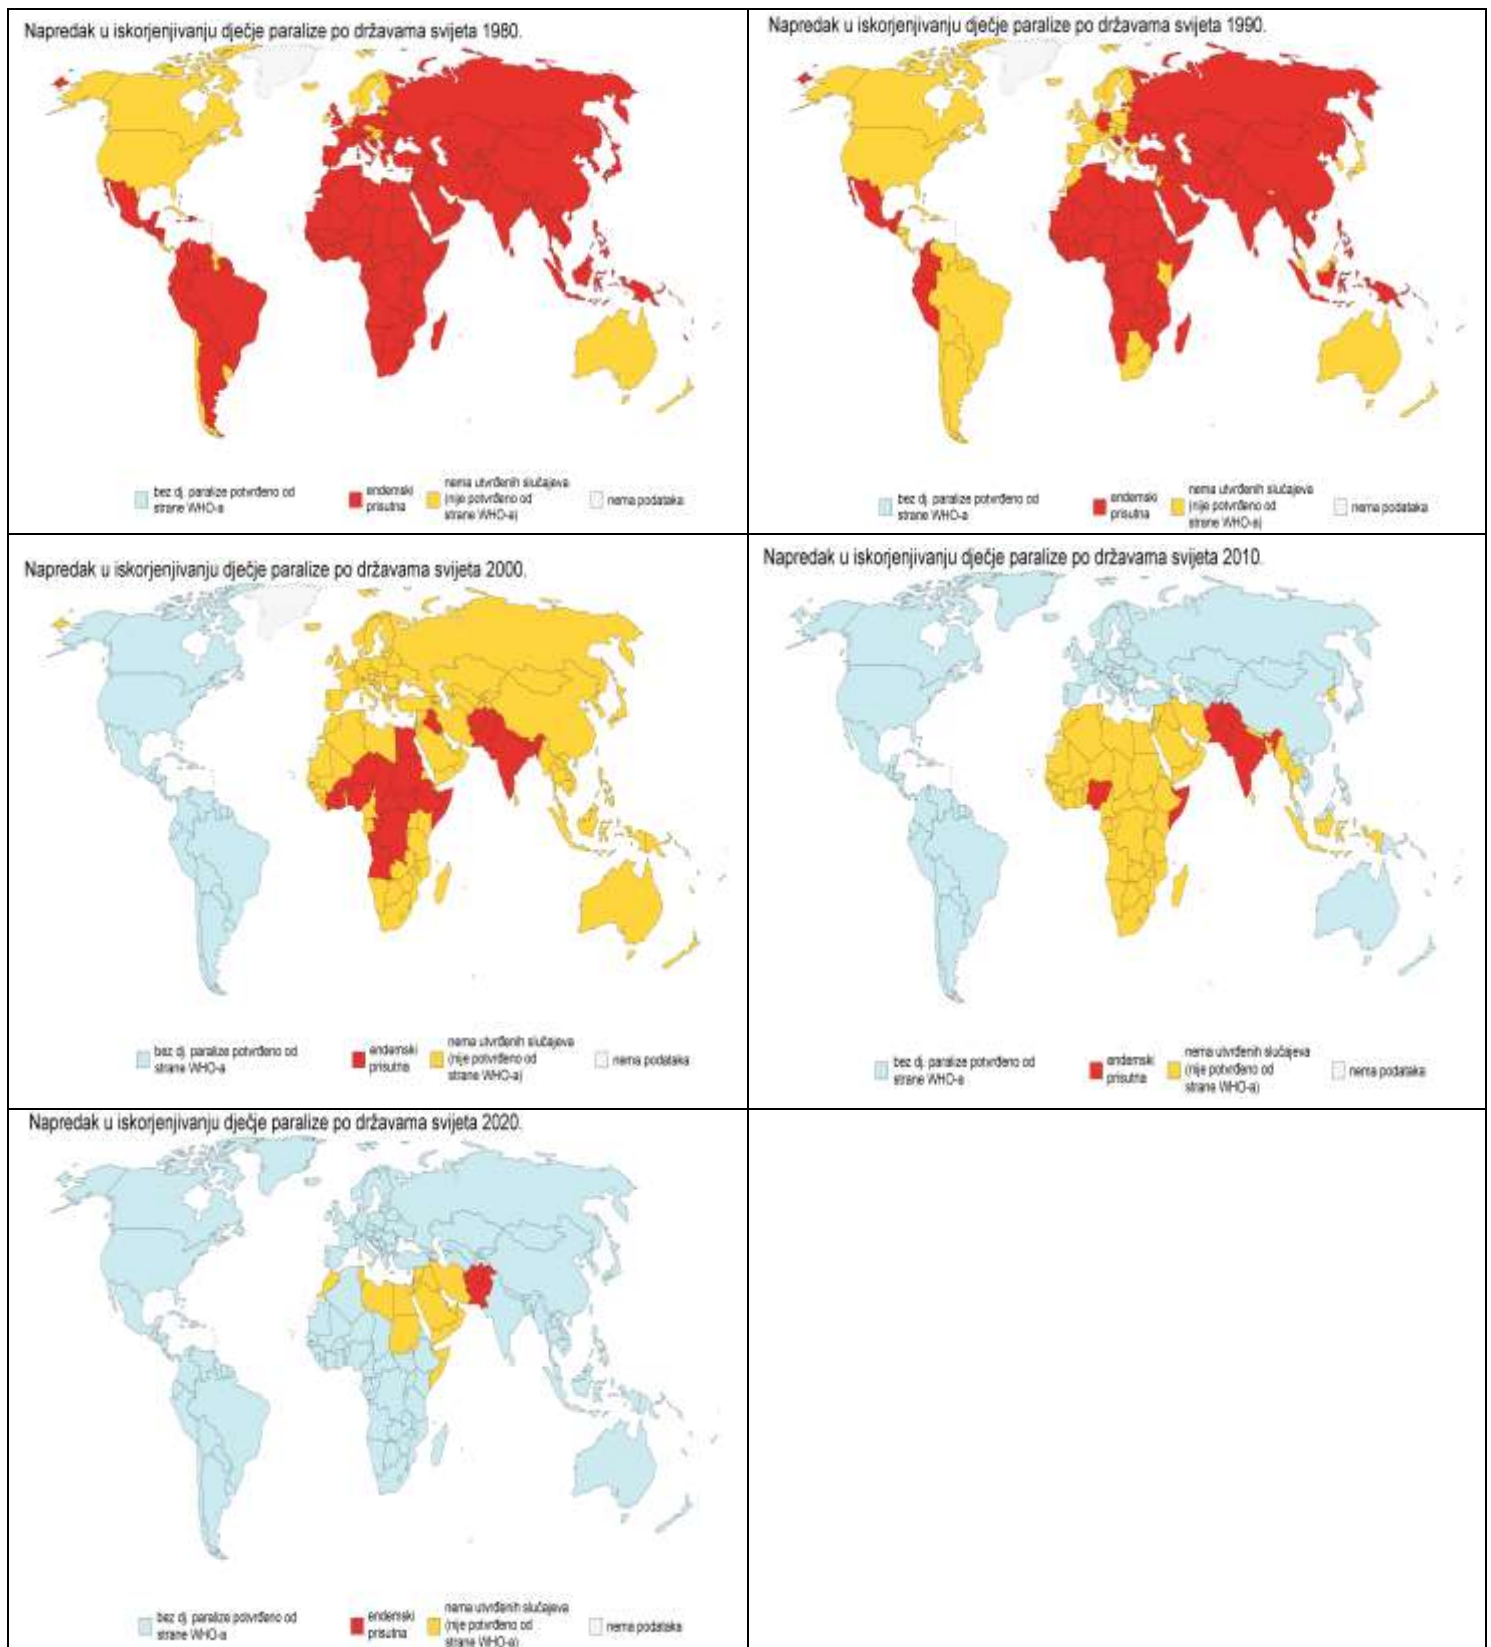 Napredak u iskorjenjivanju dječje paralize po državama svijeta 1980.
bez dj. paralize potvrđeno od
strane WHO-a
endemski
prisutna
nema utvrđenih slučajeva
(nije potvrđeno od
strane WHO-a)
nema podataka
Napredak u iskorjenjivanju dječje paralize po državama svijeta 1990.
bez dj. paralize potvrđeno od
strane WHO-a
endemski
prisutna
nema utvrđenih slučajeva
(nije potvrđeno od
strane WHO-a)
nema podataka
Napredak u iskorjenjivanju dječje paralize po državama svijeta 2000.
bez dj. paralize potvrđeno od
strane WHO-a
endemski
prisutna
nema utvrđenih slučajeva
(nije potvrđeno od
strane WHO-a)
nema podataka
Napredak u iskorjenjivanju dječje paralize po državama svijeta 2010.
bez dj. paralize potvrđeno od
strane WHO-a
endemski
prisutna
nema utvrđenih slučajeva
(nije potvrđeno od
strane WHO-a)
nema podataka
Napredak u iskorjenjivanju dječje paralize po državama svijeta 2020.
bez dj. paralize potvrđeno od
strane WHO-a
endemski
prisutna
nema utvrđenih slučajeva
(nije potvrđeno od
strane WHO-a)
nema podataka